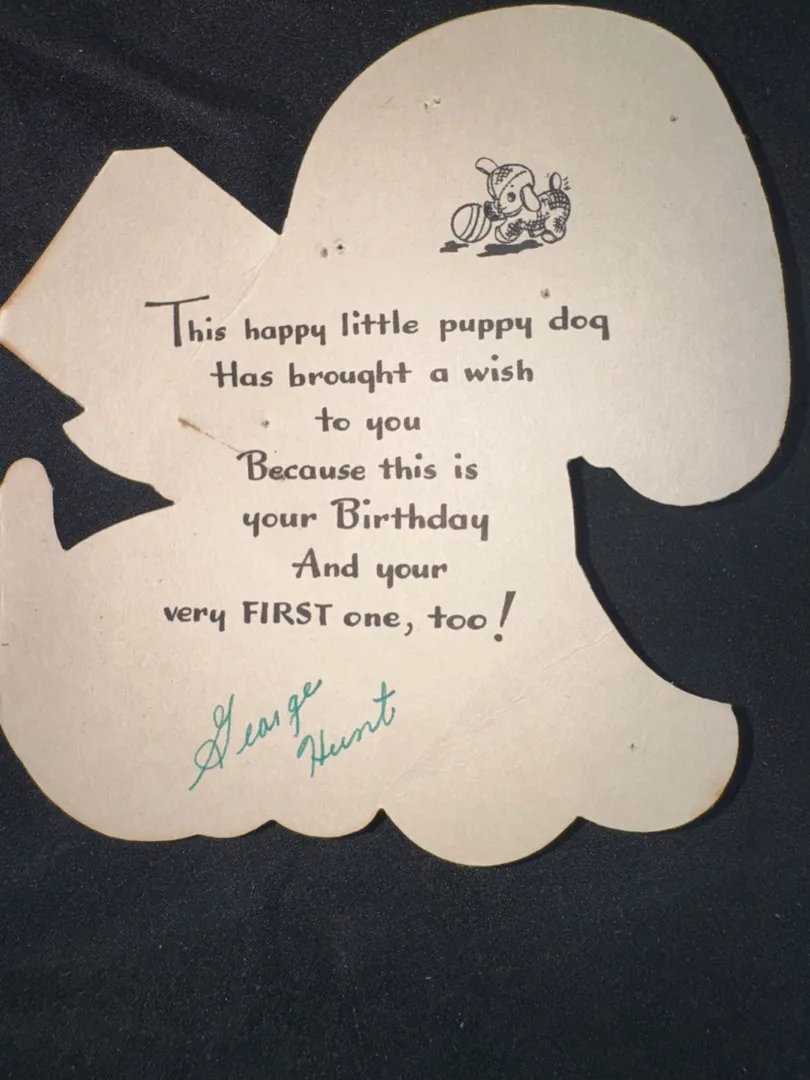 This happy little puppy dog
Has brought a wish
to you
Because this is
your Birthday
And your
very FIRST one, too!
George
Hunt